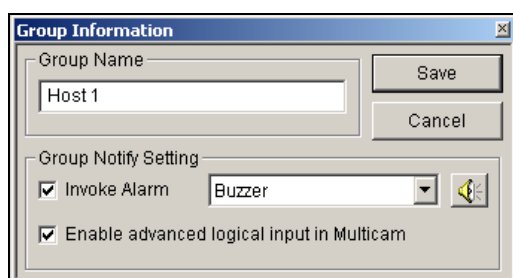 Group Information
Group Name
Save
Host 1
Cancel
Group Notify Setting
Invoke Alarm
Buzzer
Enable advanced logical input in Multicam